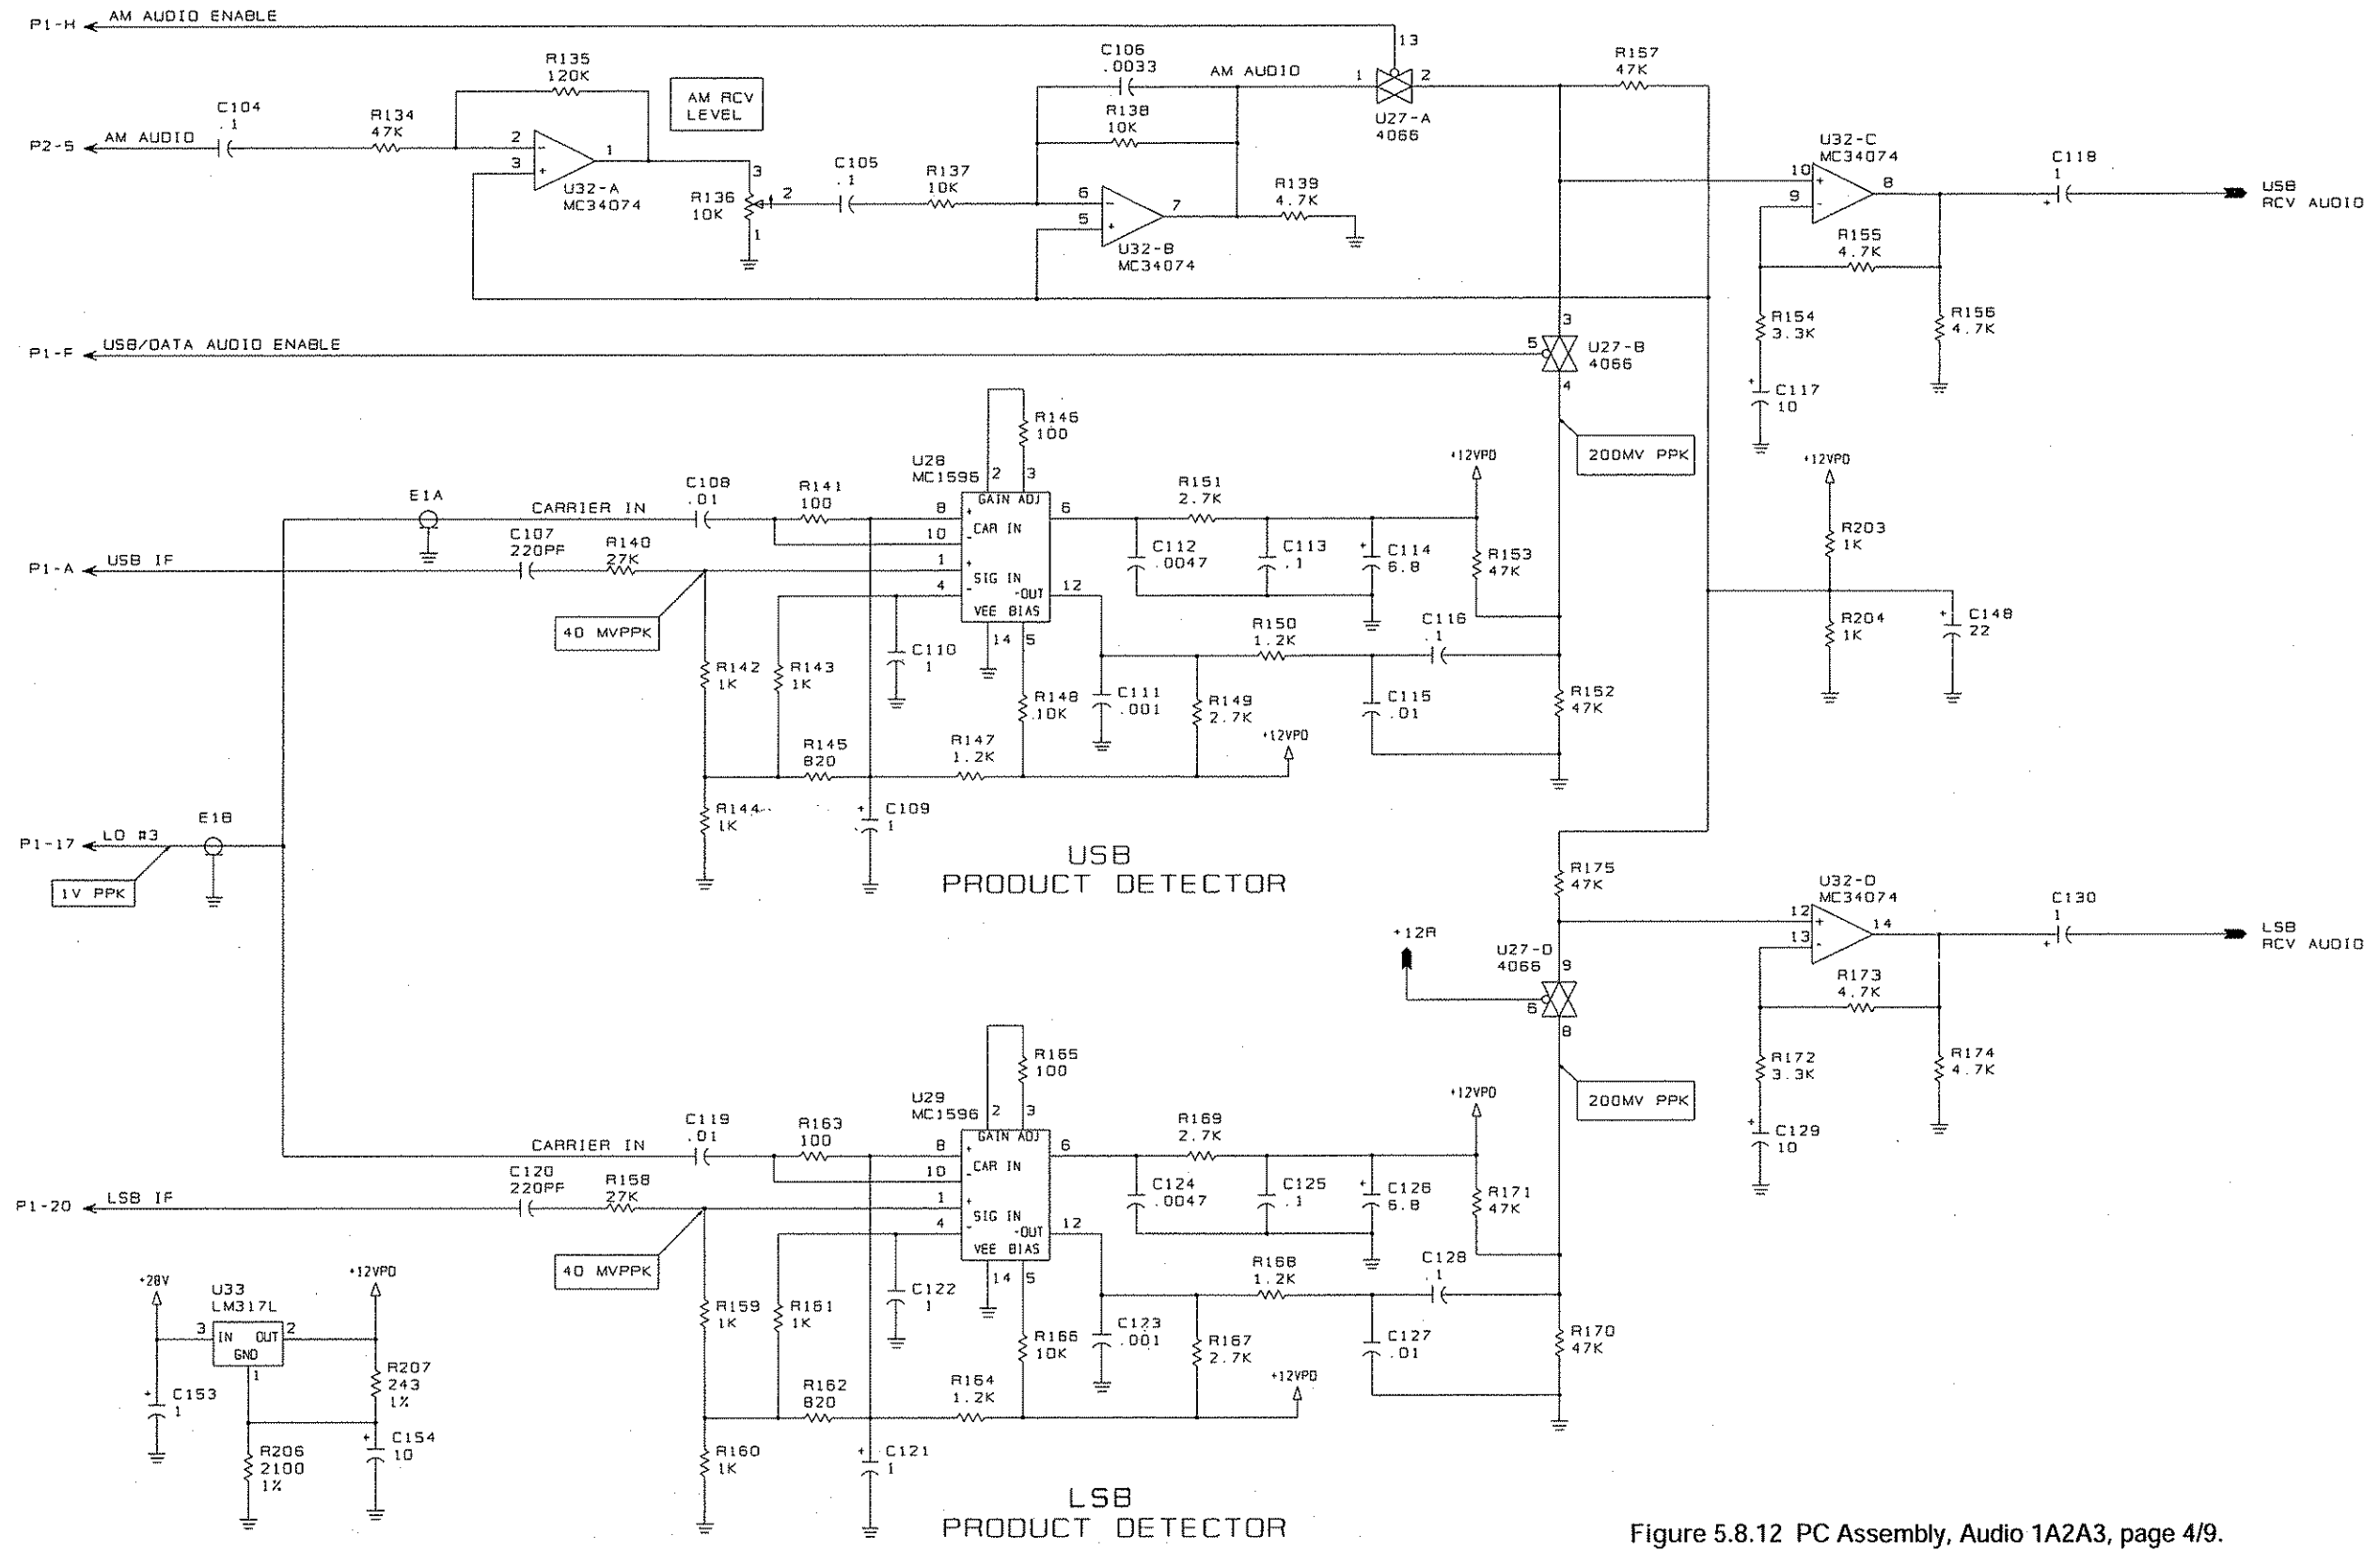 P1-H
AM AUDIO ENABLE
13
R135
120K
AM RCV
LEVEL
C106
.0033
AM AUDIO
1
2
U27-A
4066
R157
47K
C104
.1
R134
47K
P2-5
AM AUDIO
2
3
1
U32-A
MC34074
3
R136
10K
2
1
C105
.1
R137
10K
R138
10K
6
5
7
U32-B
MC34074
R139
4.7K
U32-C
MC34074
10
9
8
C118
1
+
USB
RCV AUDIO
R155
4.7K
R154
3.3K
R156
4.7K
+
C117
10
P1-F
USB/DATA AUDIO ENABLE
3
5
U27-B
4066
4
200MV PPK
R146
100
U28
MC1596
2
3
GAIN ADJ
E1A
CARRIER IN
C108
.01
R141
100
8
+
CAR IN
10
-
6
R151
2.7K
+12VPD
+12VPD
P1-A
USB IF
C107
220PF
R140
27K
1
+
SIG IN
4
-
-OUT
12
VEE BIAS
14
5
C112
.0047
C113
.1
+
C114
6.8
R153
47K
R203
1K
40 MVPPK
R142
1K
R143
1K
C110
1
R148
10K
C111
.001
R149
2.7K
R150
1.2K
C116
.1
C115
.01
R152
47K
R204
1K
+
C148
22
R145
820
R147
1.2K
+12VPD
R144
1K
+
C109
1
USB
PRODUCT DETECTOR
P1-17
LO #3
E1B
1V PPK
R175
47K
U32-D
MC34074
12
13
14
C130
1
+
LSB
RCV AUDIO
+12R
U27-D
4066
9
6
8
R173
4.7K
R172
3.3K
R174
4.7K
+
C129
10
200MV PPK
R165
100
U29
MC1596
2
3
GAIN ADJ
CARRIER IN
C119
.01
R163
100
8
+
CAR IN
10
-
6
R169
2.7K
+12VPD
P1-20
LSB IF
C120
220PF
R158
27K
1
+
SIG IN
4
-
-OUT
12
VEE BIAS
14
5
C124
.0047
C125
.1
+
C126
6.8
R171
47K
40 MVPPK
R159
1K
R161
1K
C122
1
R166
10K
C123
.001
R167
2.7K
R168
1.2K
C128
.1
C127
.01
R170
47K
R162
820
R164
1.2K
+12VPD
R160
1K
+
C121
1
+28V
U33
LM317L
+12VPD
3
IN
OUT
2
GND
1
+
C153
1
R207
243
1%
R206
2100
1%
+
C154
10
LSB
PRODUCT DETECTOR
Figure 5.8.12 PC Assembly, Audio 1A2A3, page 4/9.